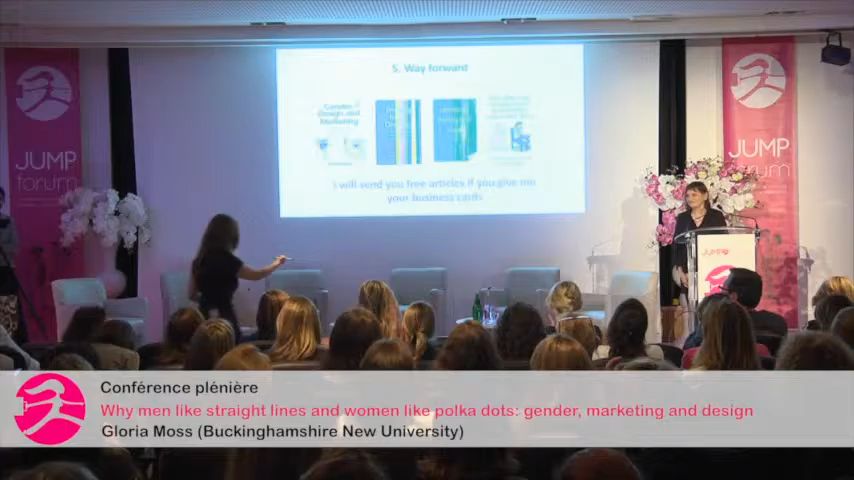 JUMP
forum
5. Way forward
Gender,
Design and
Marketing
I will send you free articles if you give me
your business cards
JUMP
forum
JUMP
Conférence plénière
Why men like straight lines and women like polka dots: gender, marketing and design
Gloria Moss (Buckinghamshire New University)